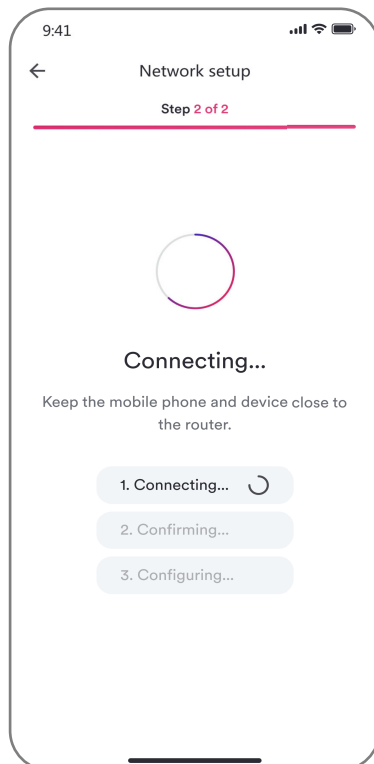 9:41
Network setup
Step 2 of 2
Connecting...
Keep the mobile phone and device close to
the router.
1. Connecting...
2. Confirming...
3. Configuring...